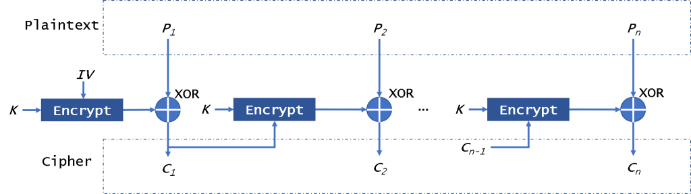 Plaintext
P1
P2
Pn
IV
XOR
XOR
XOR
K
Encrypt
K
Encrypt
...
K
Encrypt
Cn-1
Cipher
C1
C2
Cn